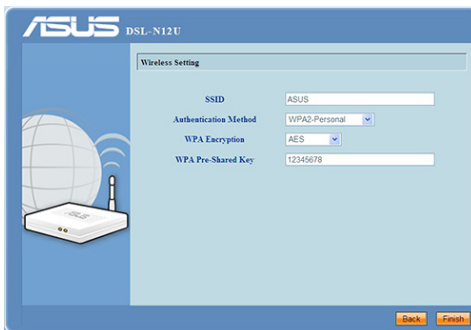 ASUS DSL-N12U
Wireless Setting
SSID ASUS
Authentication Method WPA2-Personal
WPA Encryption AES
WPA Pre-Shared Key 12345678
Back Finish